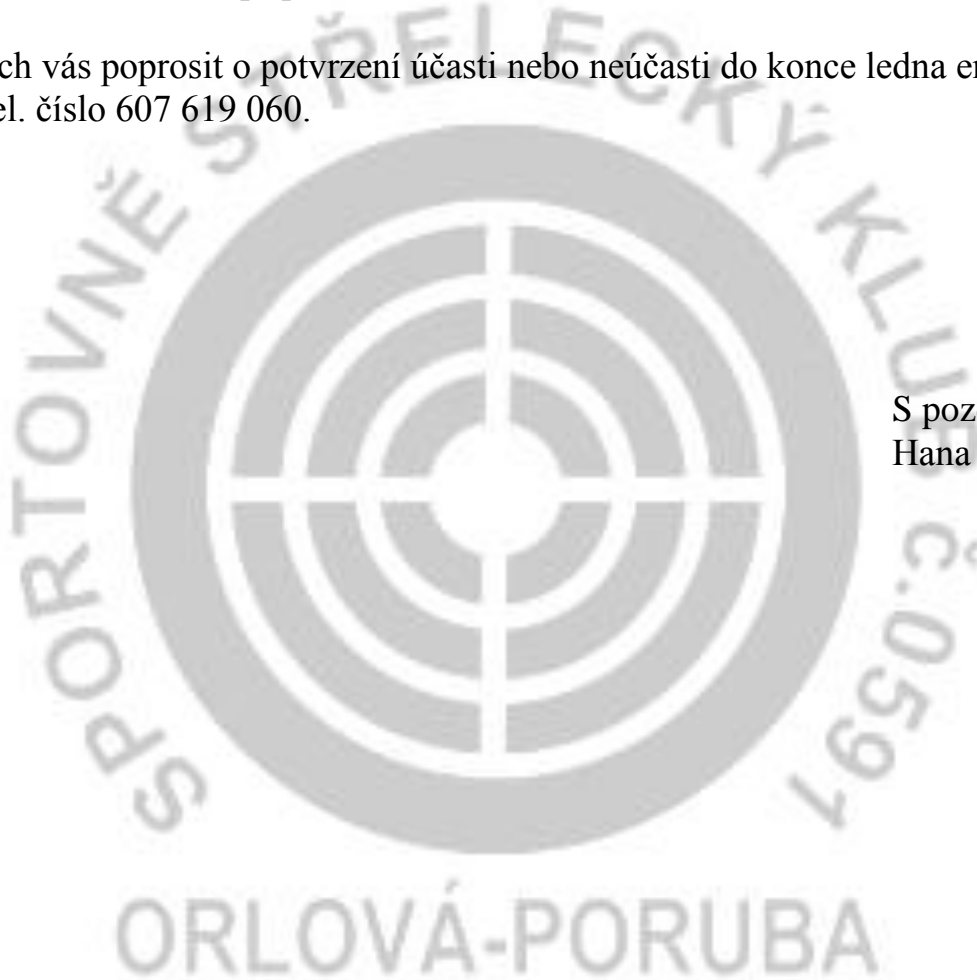 ch vás poprosit o potvrzení účasti nebo neúčasti do konce ledna
el. číslo 607 619 060.
SPORTOVNĚ STŘELECKÝ KLUB č.0591
S poz
Hana
ORLOVÁ-PORUBA